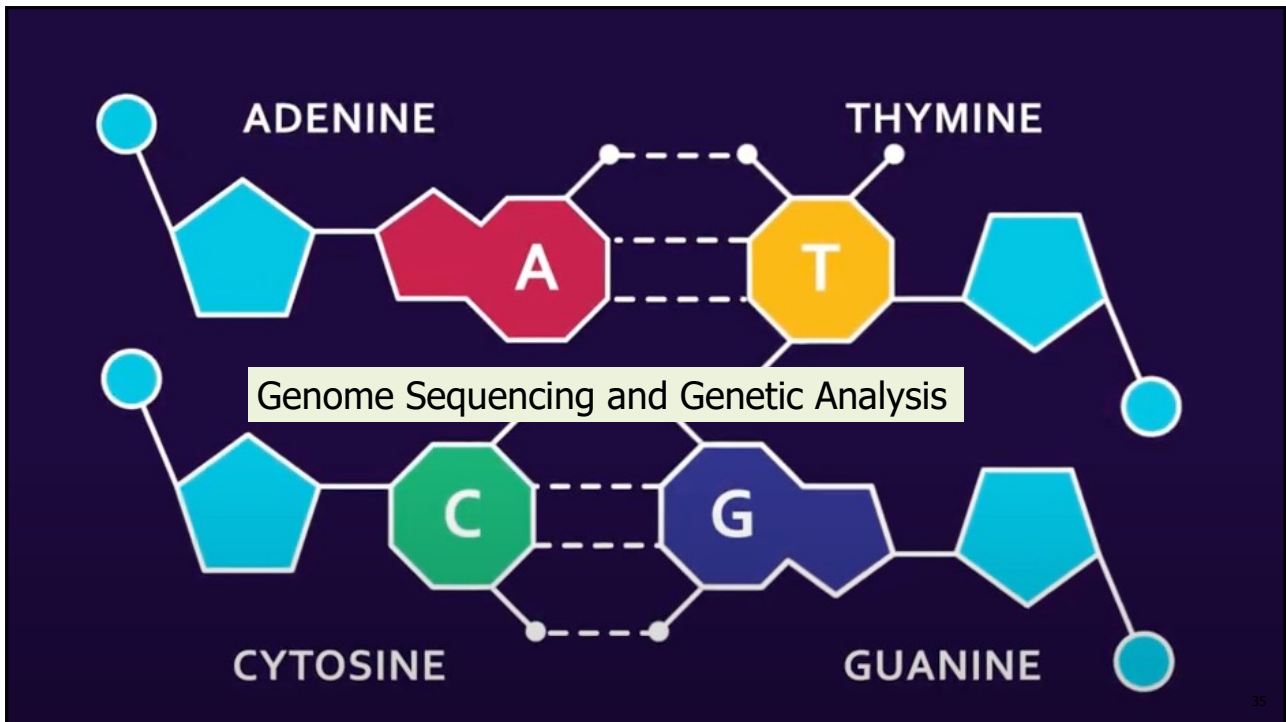 ADENINE
THYMINE
A
T
Genome Sequencing and Genetic Analysis
C
G
CYTOSINE
GUANINE
35